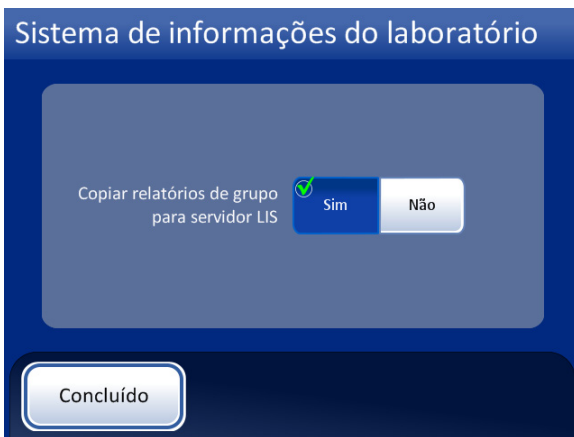 Sistema de informações do laboratório
Copiar relatórios de grupo
para servidor LIS
Sim
Não
Concluído